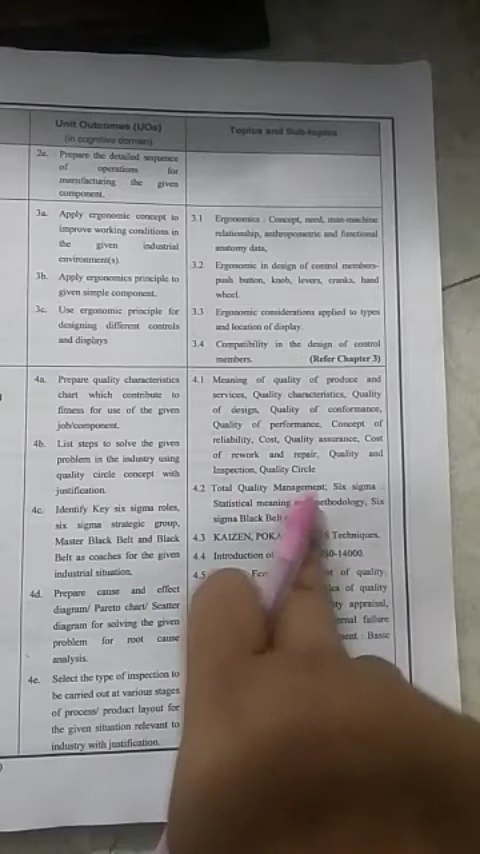 Unit Outcomes (UOs)
(in cognitive domain)
Topics and Sub-topics
2e. Prepare the detailed sequence
of operations for
manufacturing the given
component.
3a. Apply ergonomic concept to
improve working conditions in
the given industrial
environment(s).
3b. Apply ergonomics principle to
given simple component.
3c. Use ergonomic principle for
designing different controls
and displays
3.1 Ergonomics : Concept, need, man-machine
relationship, anthropometric and functional
anatomy data,
3.2 Ergonomic in design of control members-
push button, knob, levers, cranks, hand
wheel.
3.3 Ergonomic considerations applied to types
and location of display.
3.4 Compatibility in the design of control
members. (Refer Chapter 3)
4a. Prepare quality characteristics
chart which contribute to
fitness for use of the given
job/component.
4b. List steps to solve the given
problem in the industry using
quality circle concept with
justification.
4c. Identify Key six sigma roles,
six sigma strategic group,
Master Black Belt and Black
Belt as coaches for the given
industrial situation.
4d. Prepare cause and effect
diagram/ Pareto chart/ Scatter
diagram for solving the given
problem for root cause
analysis.
4e. Select the type of inspection to
be carried out at various stages
of process/ product layout for
the given situation relevant to
industry with justification.
4.1 Meaning of quality of produce and
services, Quality characteristics, Quality
of design, Quality of conformance,
Quality of performance, Concept of
reliability, Cost, Quality assurance, Cost
of rework and repair, Quality and
Inspection, Quality Circle
4.2 Total Quality Management; Six sigma :
Statistical meaning methodology, Six
sigma Black Belt
4.3 KAIZEN, Techniques.
4.4 Introduction of -14000.
4.5 of quality
of quality
appraisal,
failure
Basic